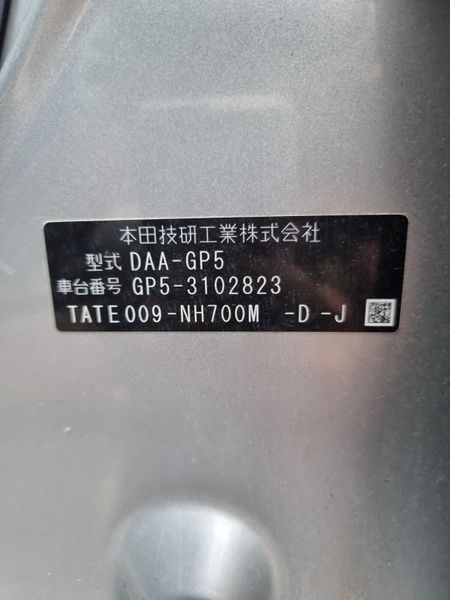 本田技研工業株式会社
型式 DAA-GP5
車台番号 GP5-3102823
TATE009-NH700M -D-J